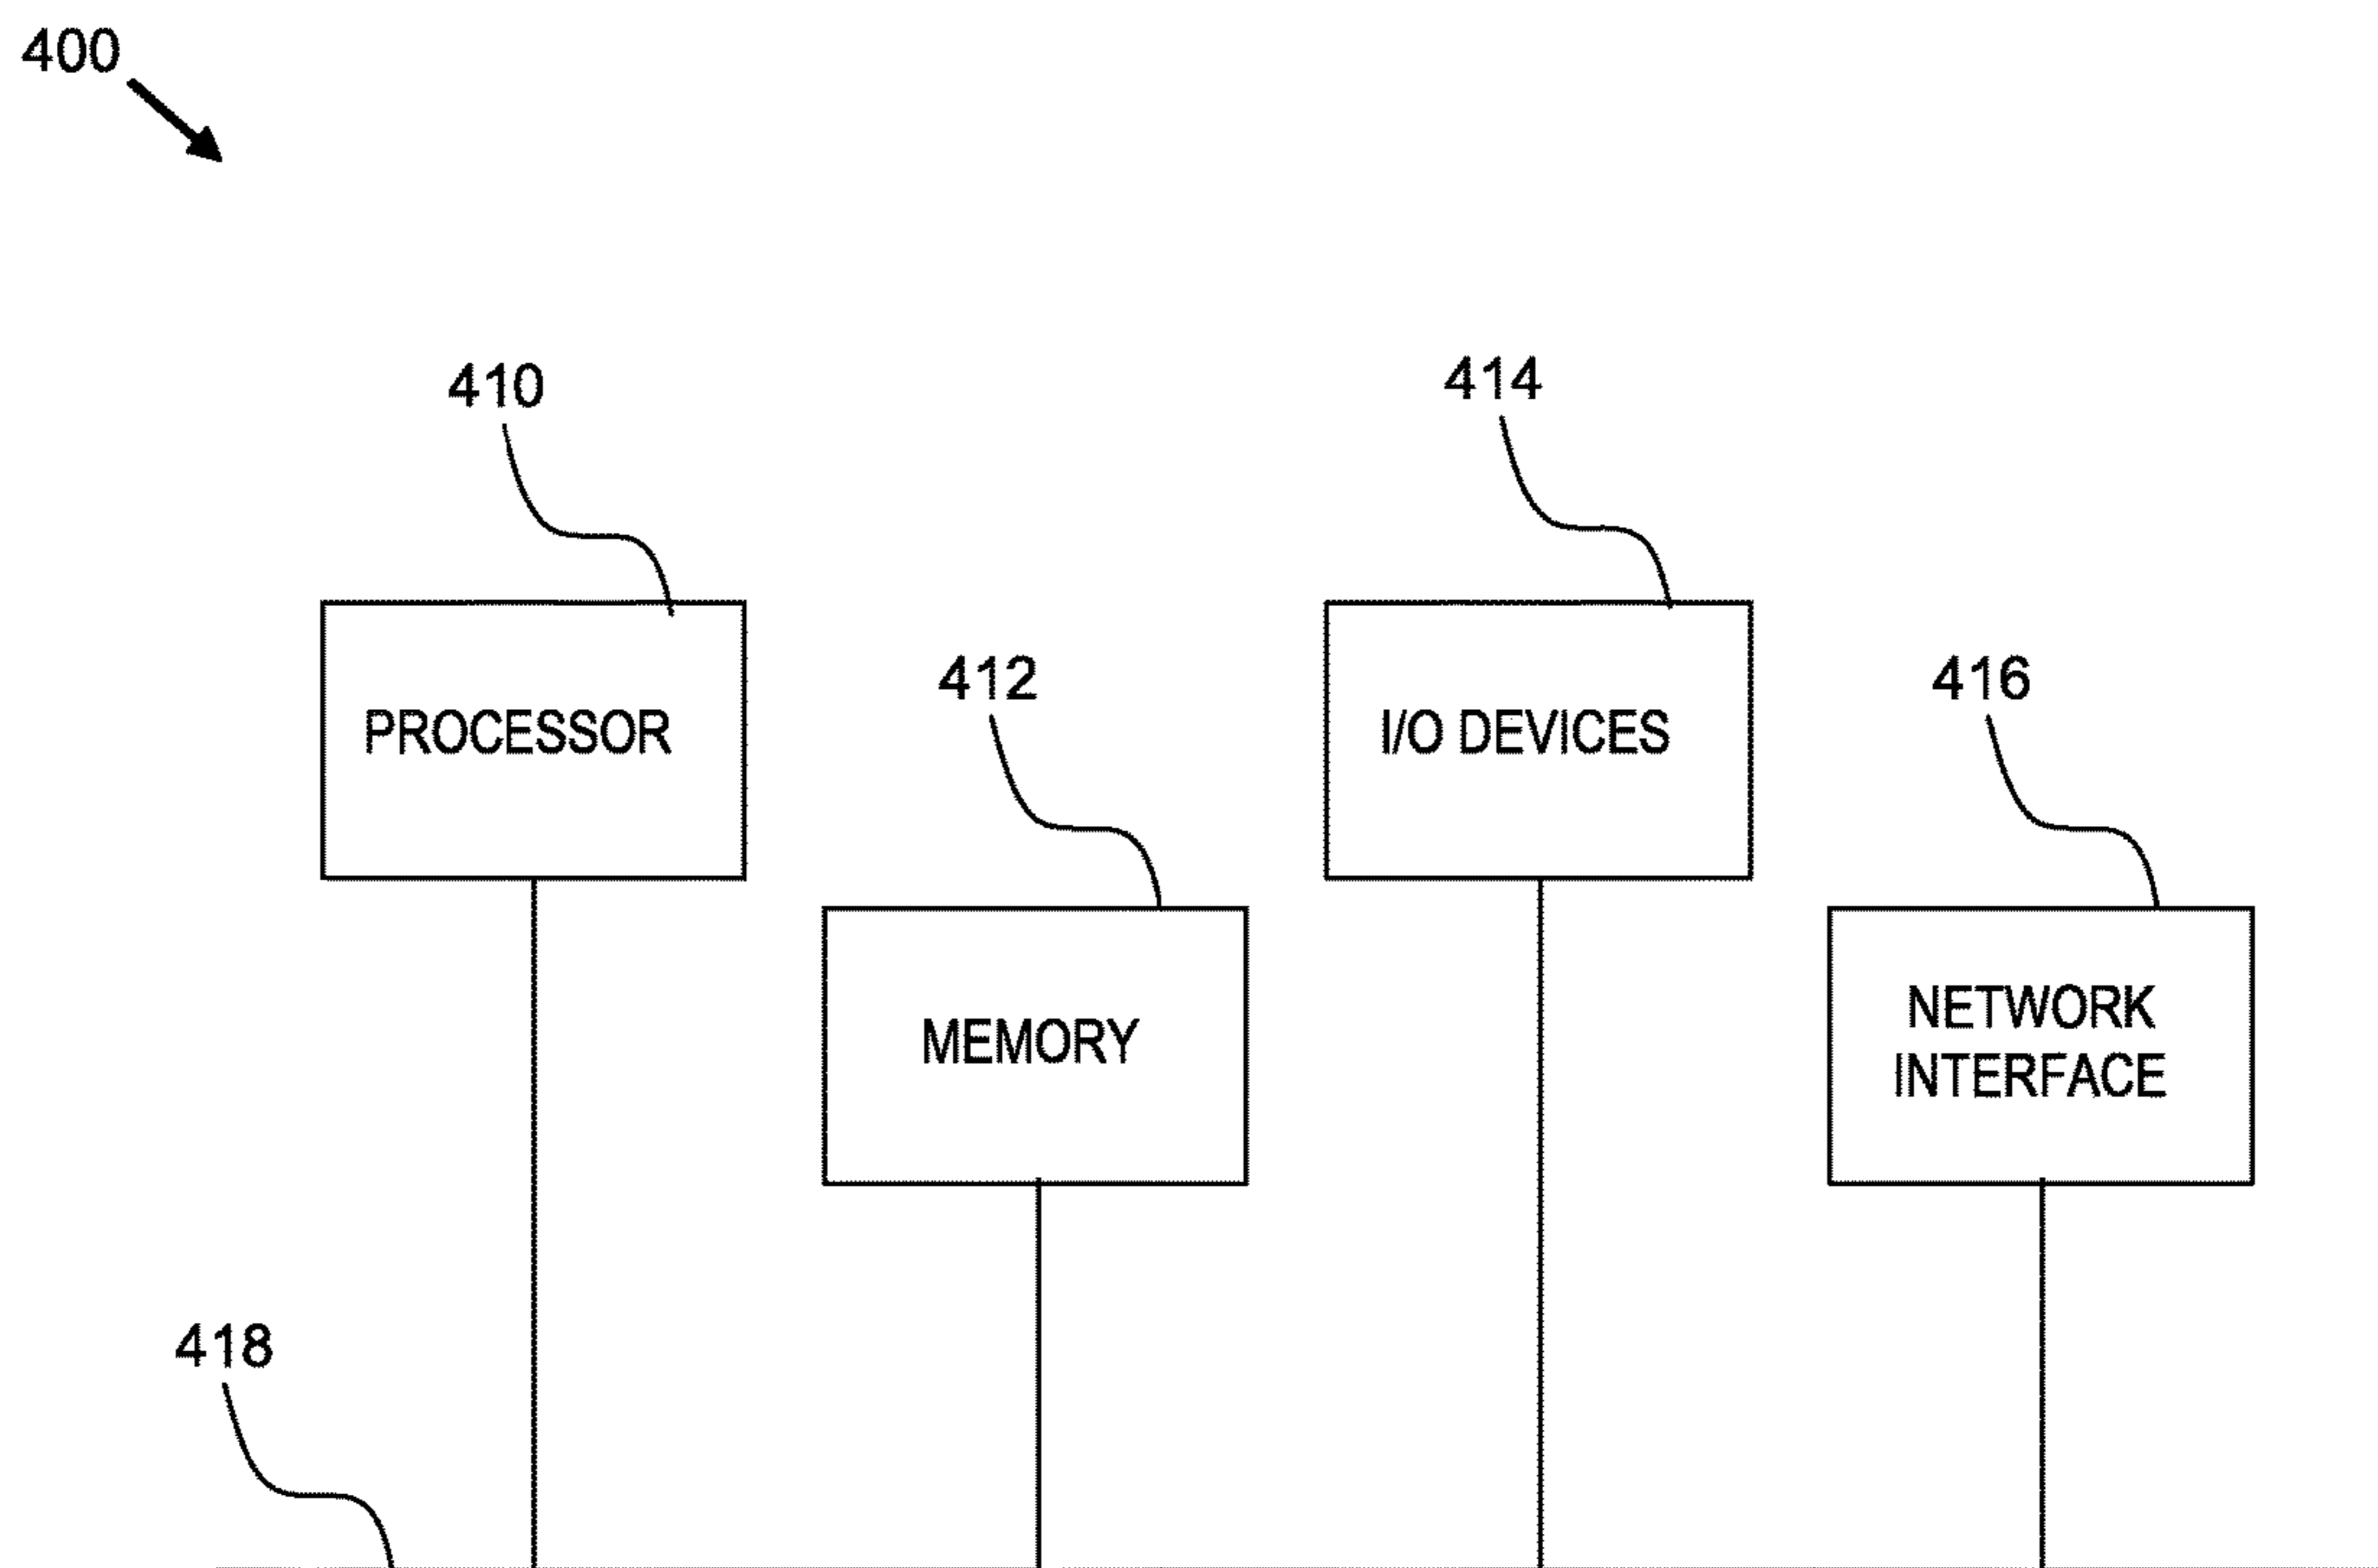 400
410
414
412
416
PROCESSOR
I/O DEVICES
MEMORY
NETWORK
INTERFACE
418